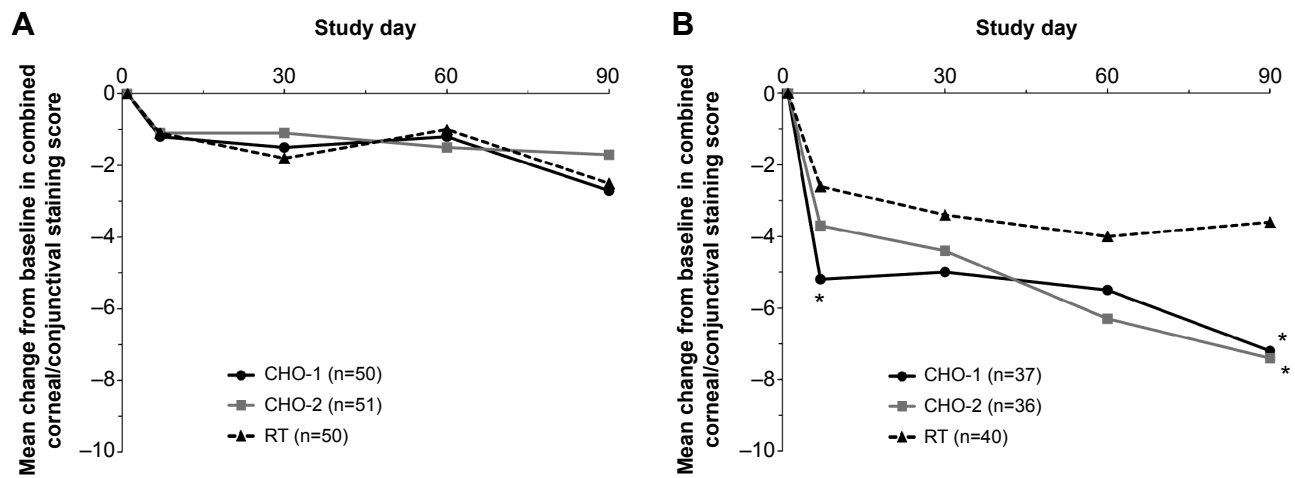 A
Study day
0 30 60 90
Mean change from baseline in combined
corneal/conjunctival staining score
0
–2
–4
–6
–8
–10
CHO-1 (n=50)
CHO-2 (n=51)
RT (n=50)
B
Study day
0 30 60 90
Mean change from baseline in combined
corneal/conjunctival staining score
0
–2
–4
–6
–8
–10
*
*
*
CHO-1 (n=37)
CHO-2 (n=36)
RT (n=40)